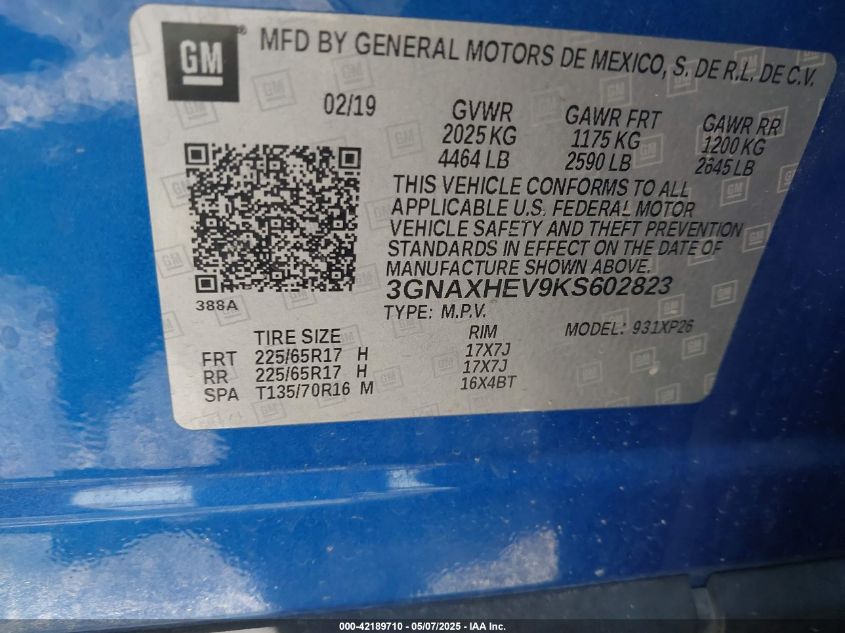 GM
MFD BY GENERAL MOTORS DE MEXICO, S. DE R.L. DE C.V.
02/19 GVWR GAWR FRT GAWR RR
2025 KG 1175 KG 1200 KG
4464 LB 2590 LB 2645 LB
THIS VEHICLE CONFORMS TO ALL
APPLICABLE U.S. FEDERAL MOTOR
VEHICLE SAFETY AND THEFT PREVENTION
STANDARDS IN EFFECT ON THE DATE OF
MANUFACTURE SHOWN ABOVE.
388A
3GNAXHEV9KS602823
TYPE: M.P.V.
TIRE SIZE RIM MODEL: 931XP26
FRT 225/65R17 H 17X7J
RR 225/65R17 H 17X7J
SPA T135/70R16 M 16X4BT
000-42189710 - 05/07/2025 - IAA Inc.